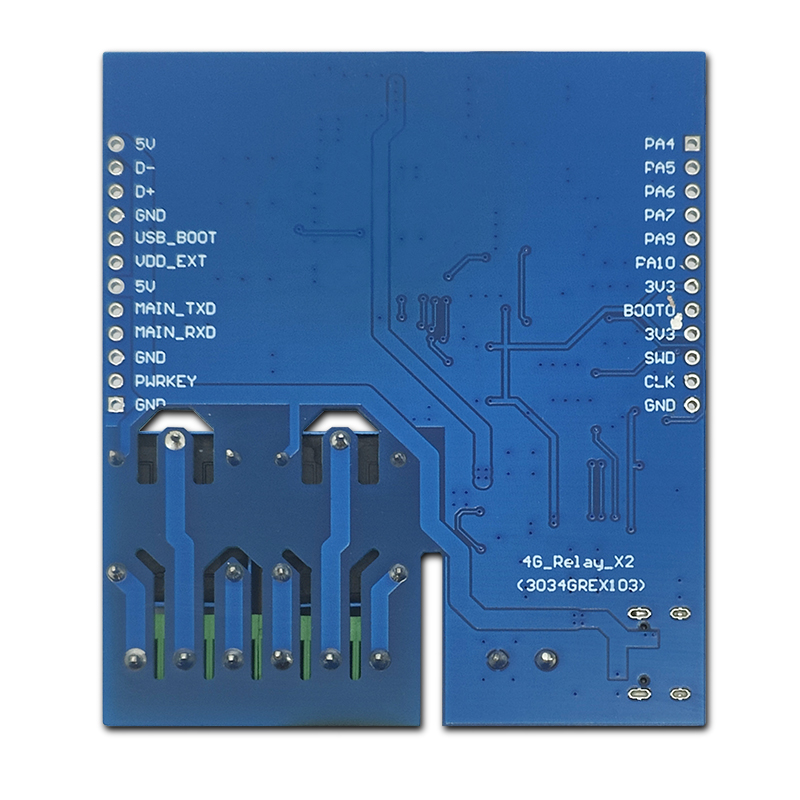 5V
D-
D+
GND
USB_BOOT
VDD_EXT
5V
MAIN_TXD
MAIN_RXD
GND
PWRKEY
GND
PA4
PA5
PA6
PA7
PA9
PA10
3V3
BOOT0
3V3
SWD
CLK
GND
4G_Relay_X2
(3034GREX103)